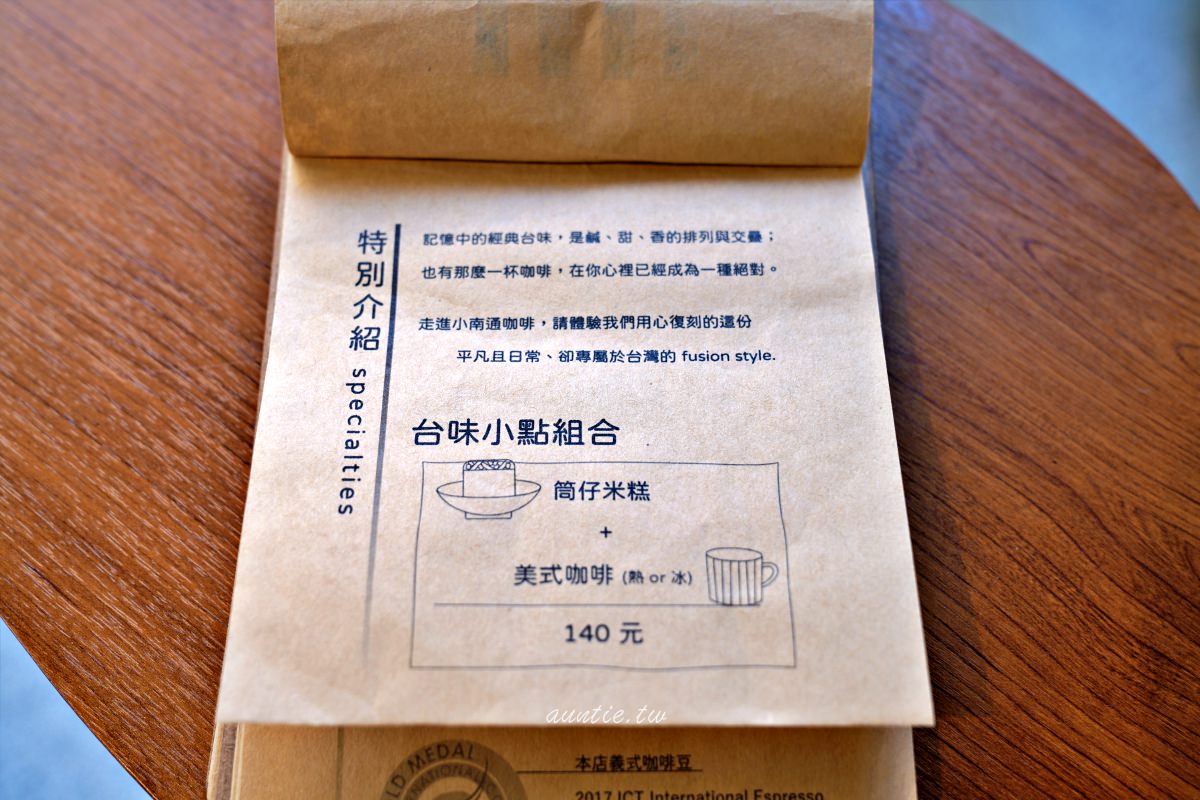 特別介紹 specialties
記憶中的經典台味，是鹹、甜、香的排列與交疊；
也有那麼一杯咖啡，在你心裡已經成為一種絕對。
走進小南通咖啡，請體驗我們用心復刻的這份
平凡且日常、卻專屬於台灣的 fusion style.
台味小點組合
筒仔米糕
+
美式咖啡 (熱 or 冰)
140 元
auntie.tw
MEDAL
本店義式咖啡豆
2017 ICT International Espresso